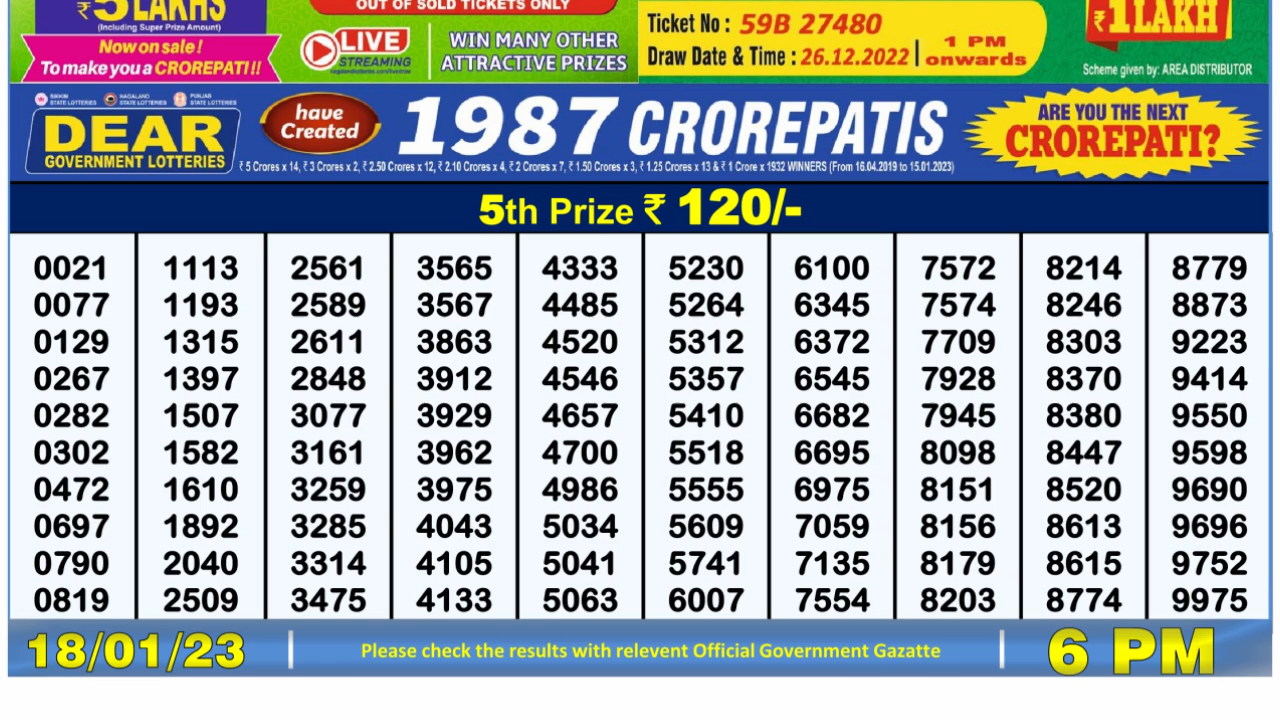 ₹5 LAKHS
(Including Super Prize Amount)
Now on sale!
To make you a CROREPATI!!
OUT OF SOLD TICKETS ONLY
LIVE
STREAMING
WIN MANY OTHER
ATTRACTIVE PRIZES
Ticket No : 59B 27480
Draw Date & Time : 26.12.2022 | 1 PM onwards
₹1 LAKH
Scheme given by: AREA DISTRIBUTOR
SIKKIM STATE LOTTERIES NAGALAND STATE LOTTERIES PUNJAB STATE LOTTERIES
DEAR
GOVERNMENT LOTTERIES
have
Created
1987 CROREPATIS
₹ 5 Crores x 14, ₹ 3 Crores x 2, ₹ 2.50 Crores x 12, ₹ 2.10 Crores x 4, ₹ 2 Crores x 7, ₹ 1.50 Crores x 3, ₹ 1.25 Crores x 13 & ₹ 1 Crore x 1932 WINNERS (From 16.04.2019 to 15.01.2023)
ARE YOU THE NEXT
CROREPATI?
5th Prize ₹ 120/-
0021 1113 2561 3565 4333 5230 6100 7572 8214 8779
0077 1193 2589 3567 4485 5264 6345 7574 8246 8873
0129 1315 2611 3863 4520 5312 6372 7709 8303 9223
0267 1397 2848 3912 4546 5357 6545 7928 8370 9414
0282 1507 3077 3929 4657 5410 6682 7945 8380 9550
0302 1582 3161 3962 4700 5518 6695 8098 8447 9598
0472 1610 3259 3975 4986 5555 6975 8151 8520 9690
0697 1892 3285 4043 5034 5609 7059 8156 8613 9696
0790 2040 3314 4105 5041 5741 7135 8179 8615 9752
0819 2509 3475 4133 5063 6007 7554 8203 8774 9975
18/01/23 | Please check the results with relevent Official Government Gazatte | 6 PM